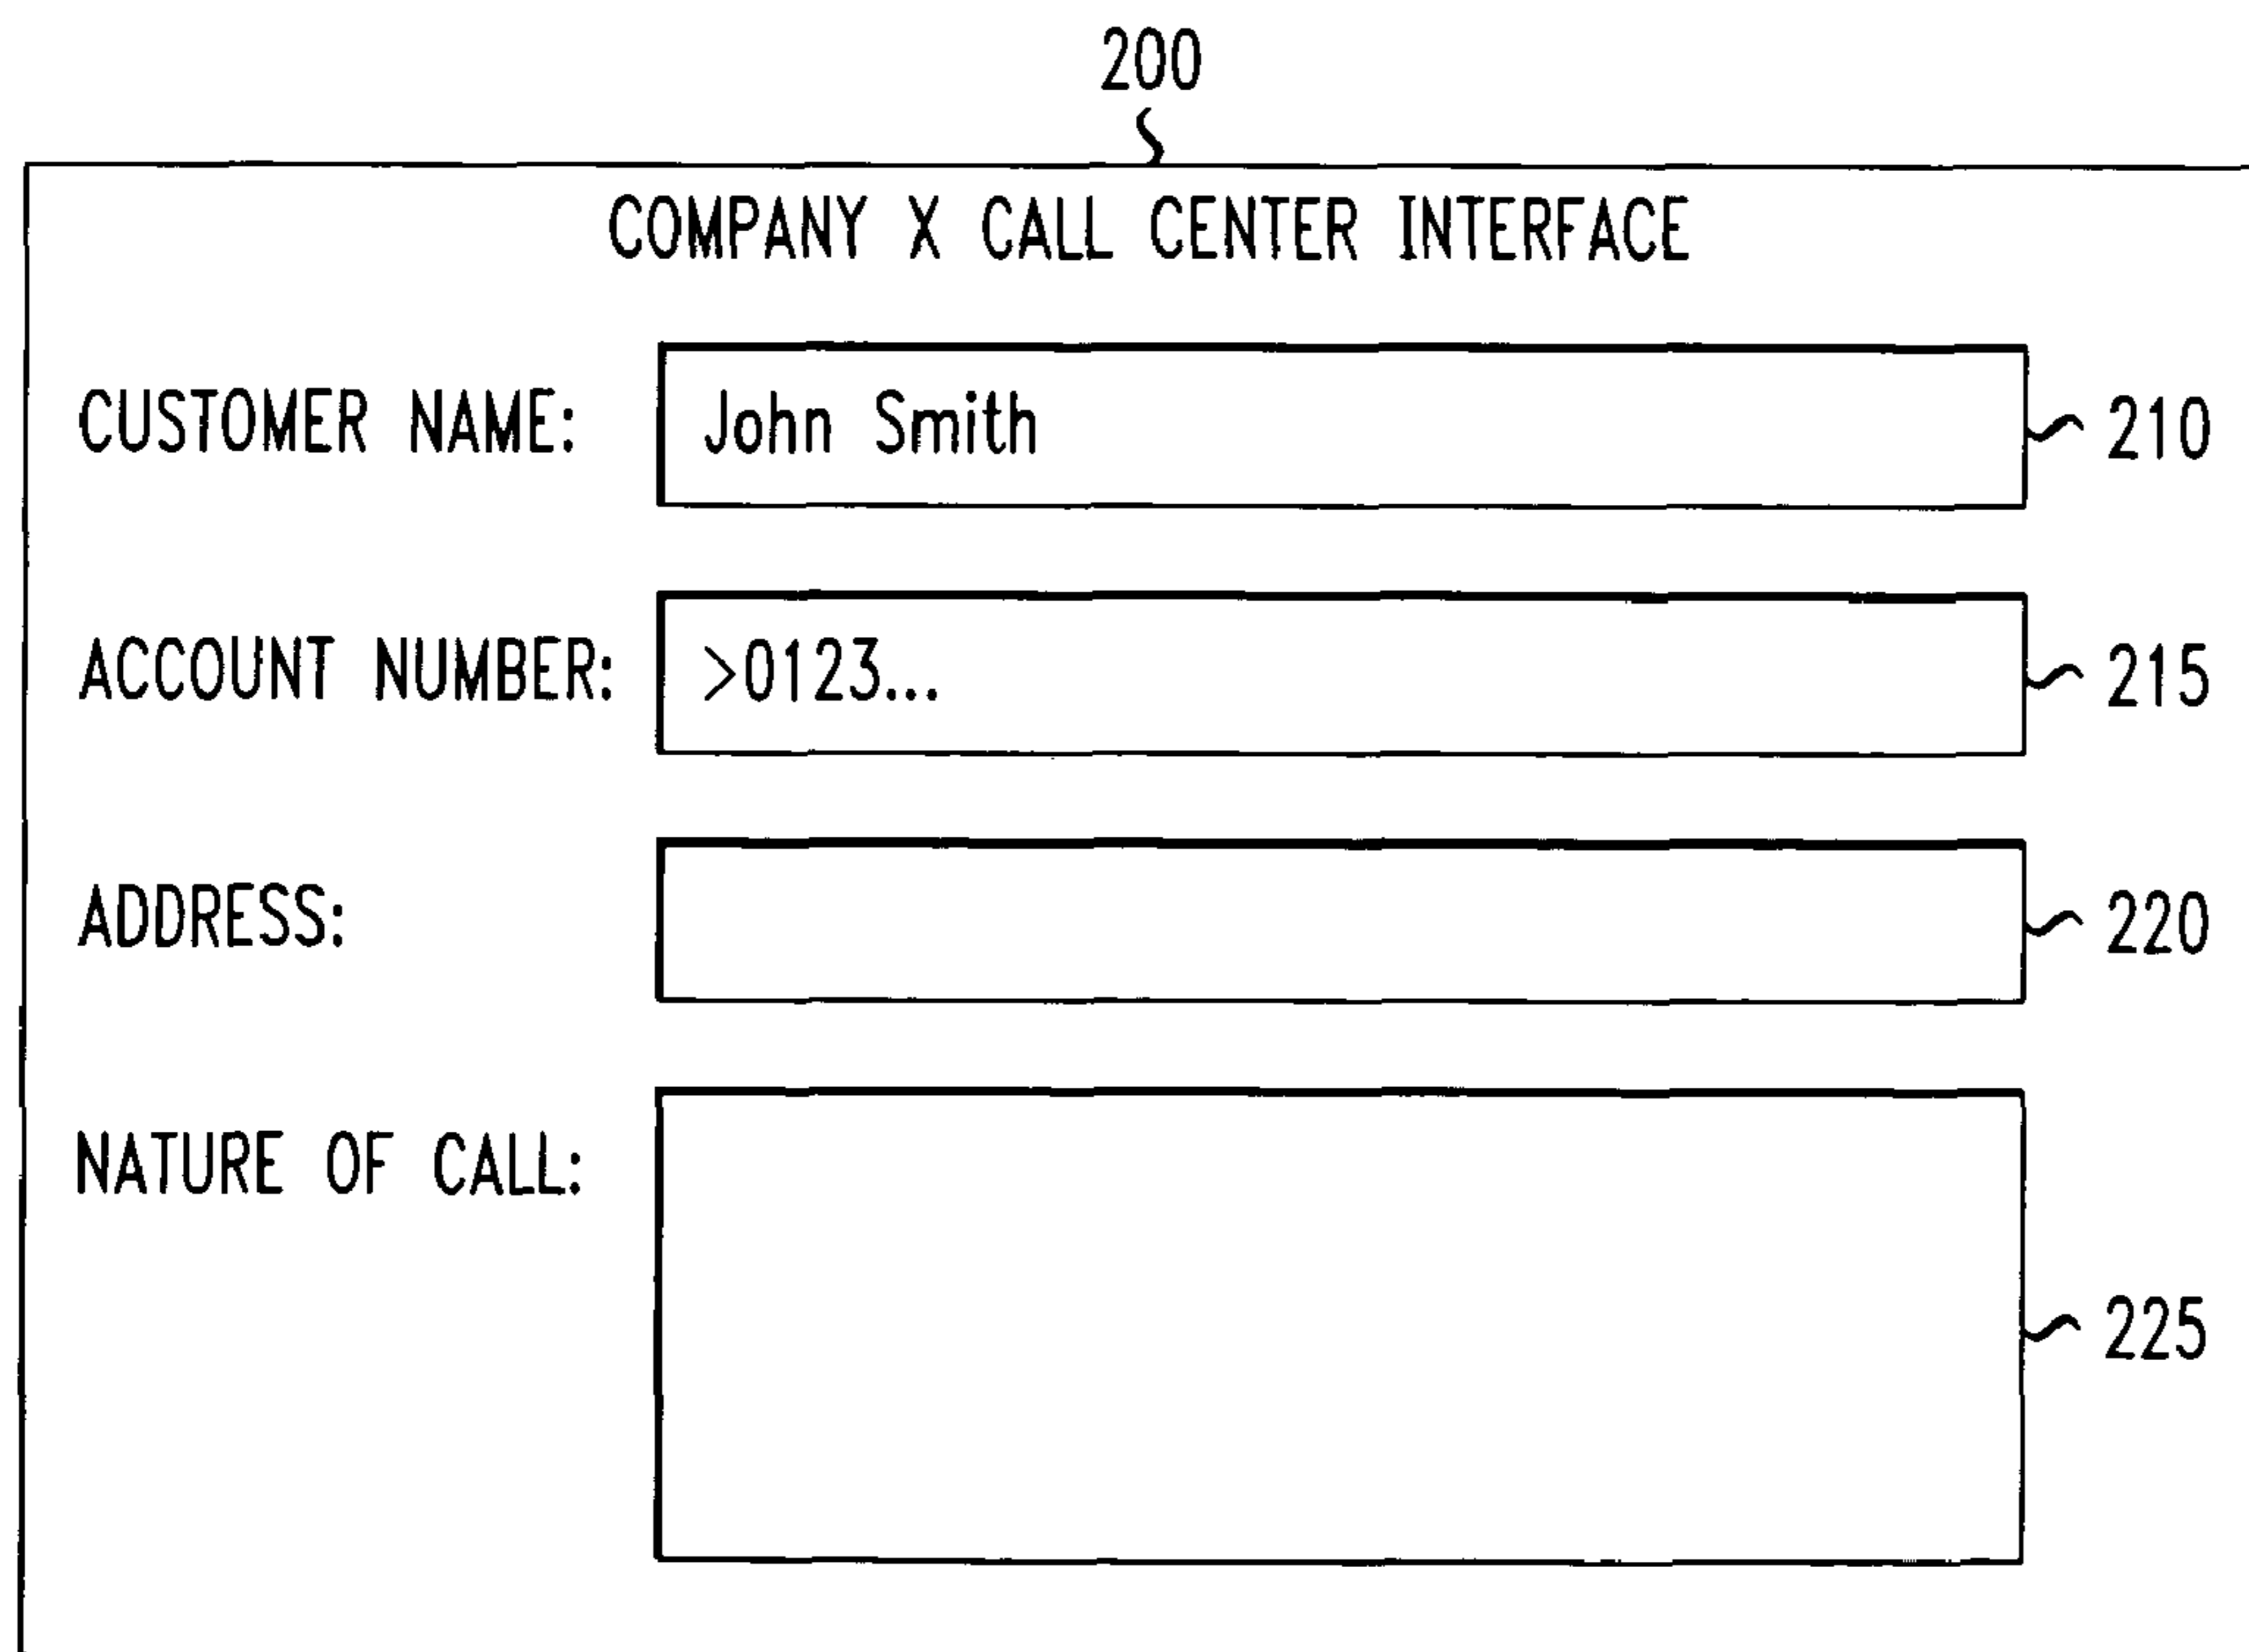 200
COMPANY X CALL CENTER INTERFACE
CUSTOMER NAME: John Smith 210
ACCOUNT NUMBER: >0123... 215
ADDRESS: 220
NATURE OF CALL:
225